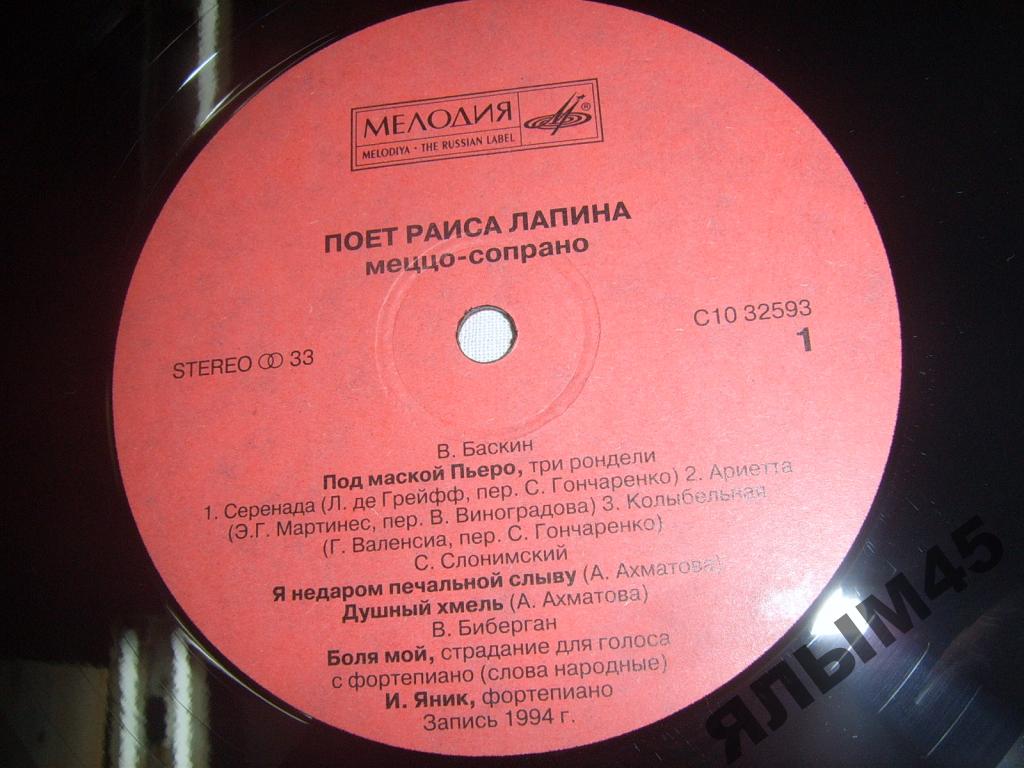 МЕЛОДИЯ
MELODIYA · THE RUSSIAN LABEL
®
ПОЕТ РАИСА ЛАПИНА
меццо-сопрано
STEREO 33
С10 32593
1
В. Баскин
Под маской Пьеро, три рондели
1. Серенада (Л. де Грейфф, пер. С. Гончаренко) 2. Ариетта
(Э.Г. Мартинес, пер. В. Виноградова) 3. Колыбельная
(Г. Валенсиа, пер. С. Гончаренко)
С. Слонимский
Я недаром печальной слыву (А. Ахматова)
Душный хмель (А. Ахматова)
В. Биберган
Боля мой, страдание для голоса
с фортепиано (слова народные)
И. Яник, фортепиано
Запись 1994 г.
ЯЛЫМ45